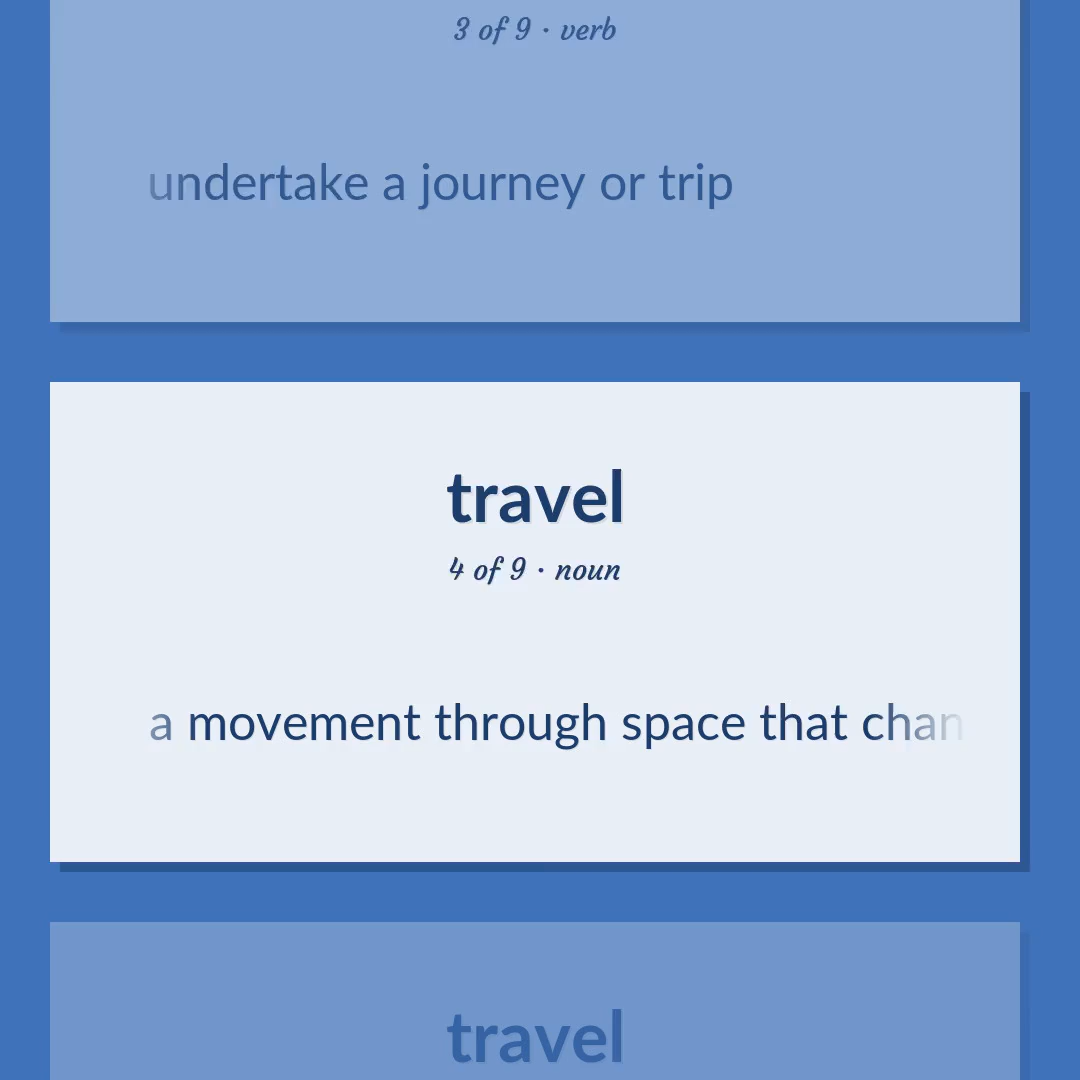 3 of 9 · verb
undertake a journey or trip
travel
4 of 9 · noun
a movement through space that chan
travel